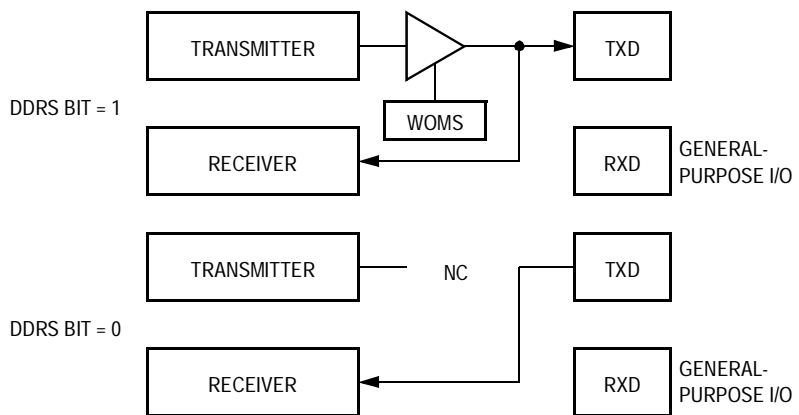 TRANSMITTER
TXD
DDRS BIT = 1
WOMS
RECEIVER
RXD
GENERAL-
PURPOSE I/O
TRANSMITTER
NC
TXD
DDRS BIT = 0
RECEIVER
RXD
GENERAL-
PURPOSE I/O